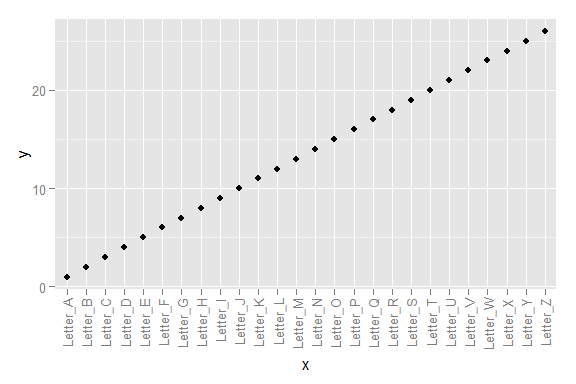 y
20
10
0
Letter_A
Letter_B
Letter_C
Letter_D
Letter_E
Letter_F
Letter_G
Letter_H
Letter_I
Letter_J
Letter_K
Letter_L
Letter_M
Letter_N
Letter_O
Letter_P
Letter_Q
Letter_R
Letter_S
Letter_T
Letter_U
Letter_V
Letter_W
Letter_X
Letter_Y
Letter_Z
x